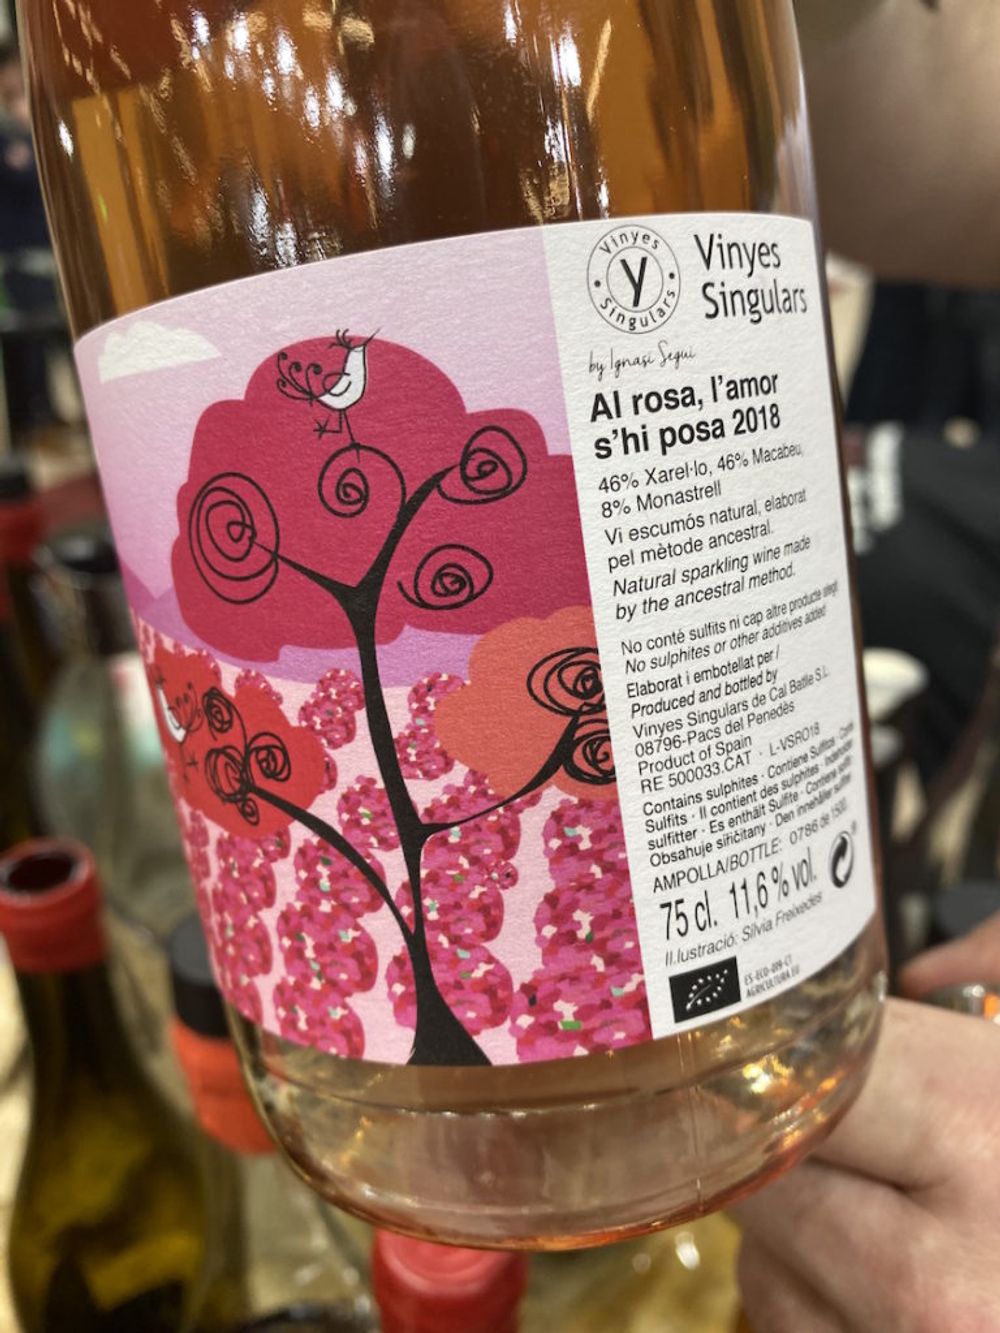 Vinyes
y
Singulars
Vinyes
Singulars
by Ignasi Seguí
Al rosa, l'amor
s'hi posa 2018
46% Xarel·lo, 46% Macabeu,
8% Monastrell
Vi escumós natural, elaborat
pel mètode ancestral.
Natural sparkling wine made
by the ancestral method.
No conté sulfits ni cap altre producte afegit
No sulphites or other additives added
Elaborat i embotellat per /
Produced and bottled by
Vinyes Singulars de Cal Batlle S.L.
08796-Pacs del Penedès
Product of Spain
RE 500033.CAT · L-VSRO18
Contains sulphites · Contiene Sulfitos ·
Sulfits · Il contient des sulphites ·
sulfitter · Es enthält Sulfite ·
Obsahuje siřičitany · Den innehåller sulfiter
AMPOLLA/BOTTLE: 0786 de 1500
75 cl. 11,6 % vol.
Il.lustració: Sílvia Freixedes
ES-ECO-019-CT
AGRICULTURA EU